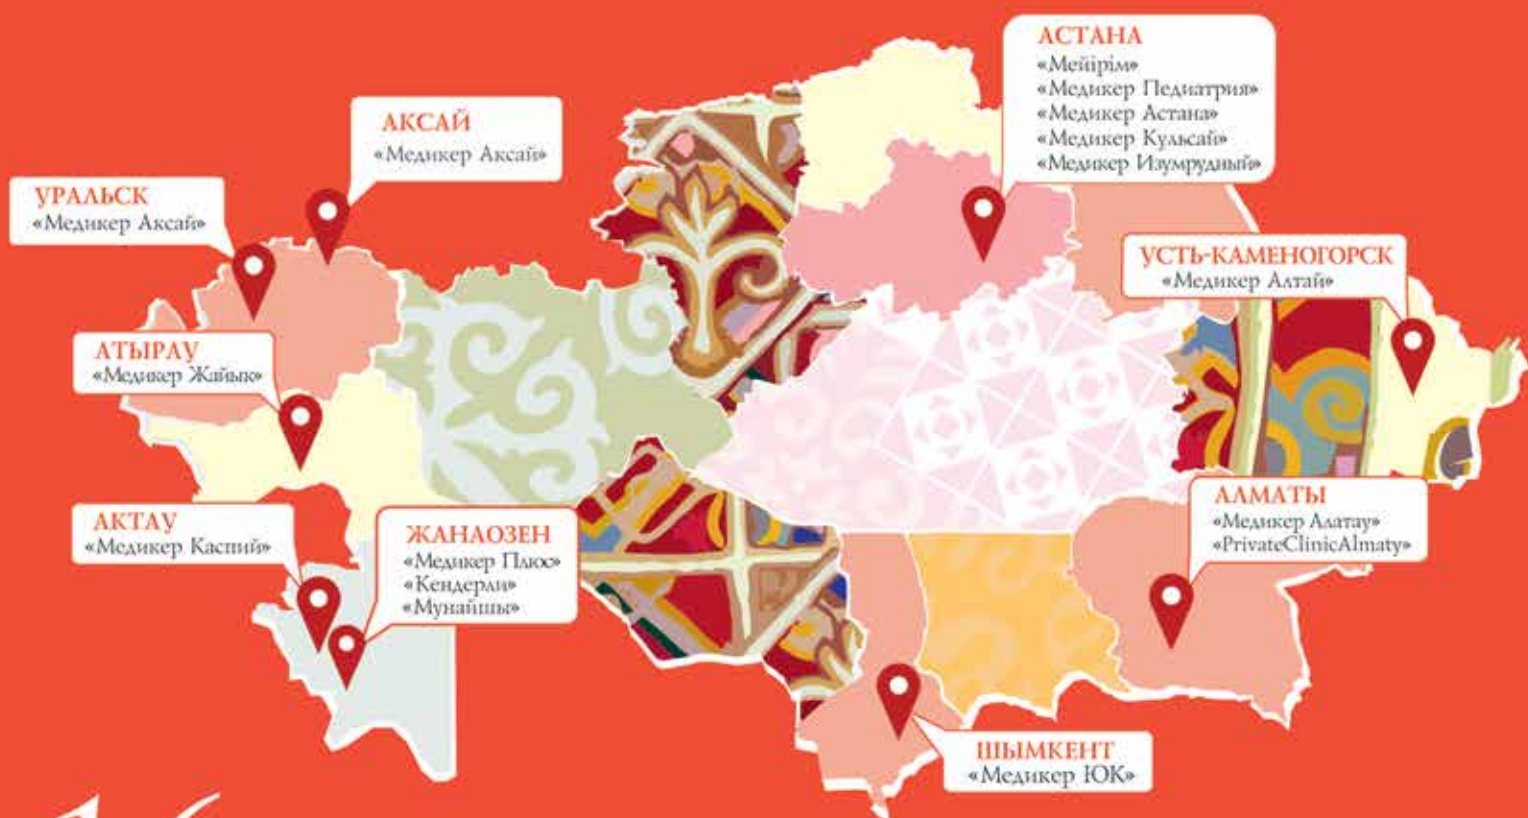 АСТАНА
«Мейірім»
«Медикер Педиатрия»
«Медикер Астана»
«Медикер Кульсай»
«Медикер Изумрудный»
АКСАЙ
«Медикер Аксай»
УРАЛЬСК
«Медикер Аксай»
УСТЬ-КАМЕНОГОРСК
«Медикер Алтай»
АТЫРАУ
«Медикер Жайык»
АКТАУ
«Медикер Каспий»
ЖАНАОЗЕН
«Медикер Плюс»
«Кендерли»
«Мунайшы»
АЛМАТЫ
«Медикер Алатау»
«PrivateClinicAlmaty»
ШЫМКЕНТ
«Медикер ЮК»